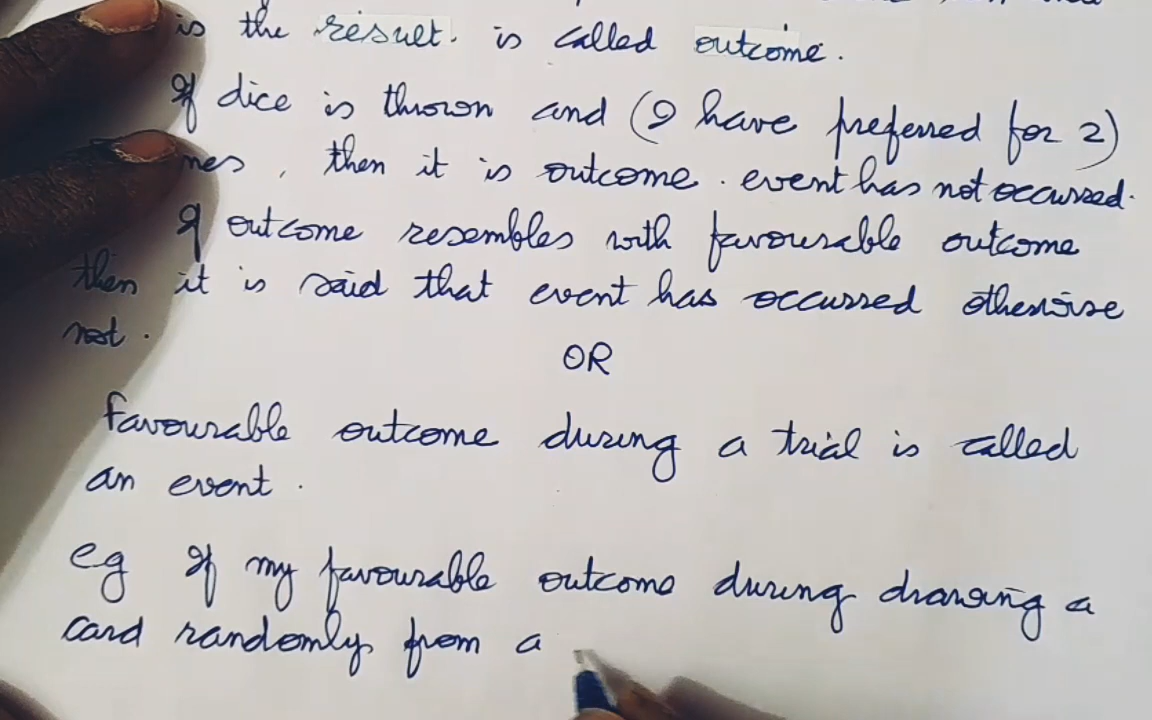 is the result. is called outcome.
If dice is thrown and (I have preferred for 2)
mes, then it is outcome. event has not occurred.
If outcome resembles with favourable outcome
then it is said that event has occurred otherwise
not.
OR
favourable outcome during a trial is called
an event.
eg If my favourable outcome during drawing a
card randomly from a